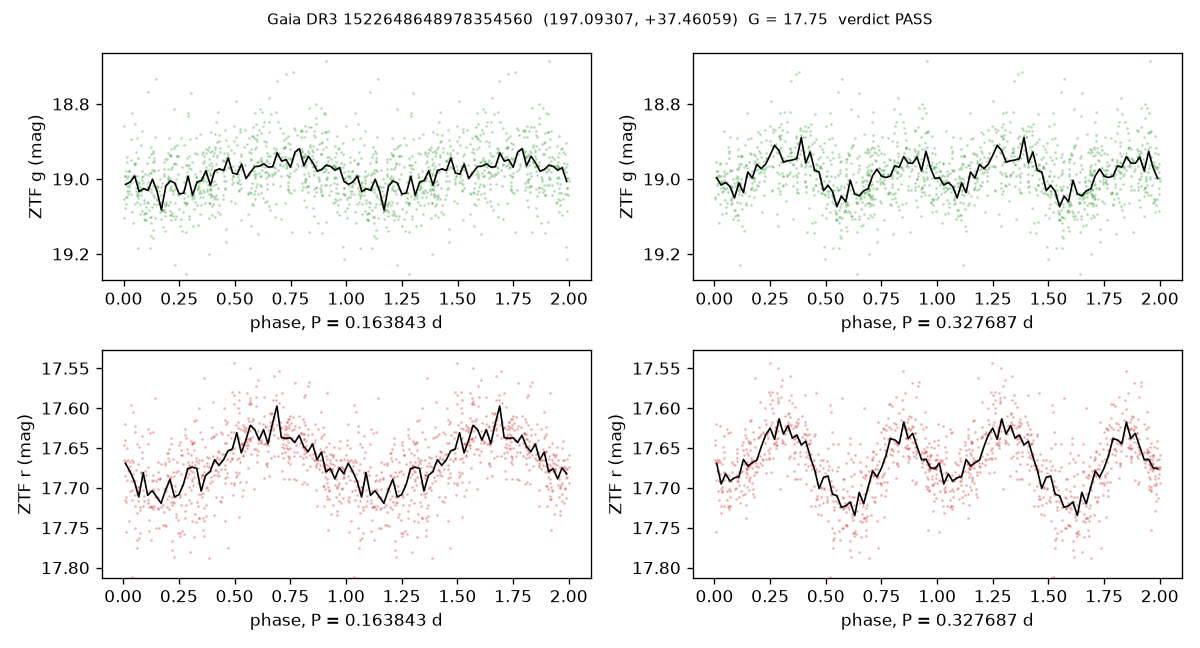 Gaia DR3 1522648648978354560  (197.09307, +37.46059)  G = 17.75  verdict PASS
ZTF g (mag)
18.8
19.0
19.2
0.00 0.25 0.50 0.75 1.00 1.25 1.50 1.75 2.00
phase, P = 0.163843 d
ZTF g (mag)
18.8
19.0
19.2
0.00 0.25 0.50 0.75 1.00 1.25 1.50 1.75 2.00
phase, P = 0.327687 d
ZTF r (mag)
17.55
17.60
17.65
17.70
17.75
17.80
0.00 0.25 0.50 0.75 1.00 1.25 1.50 1.75 2.00
phase, P = 0.163843 d
ZTF r (mag)
17.55
17.60
17.65
17.70
17.75
17.80
0.00 0.25 0.50 0.75 1.00 1.25 1.50 1.75 2.00
phase, P = 0.327687 d